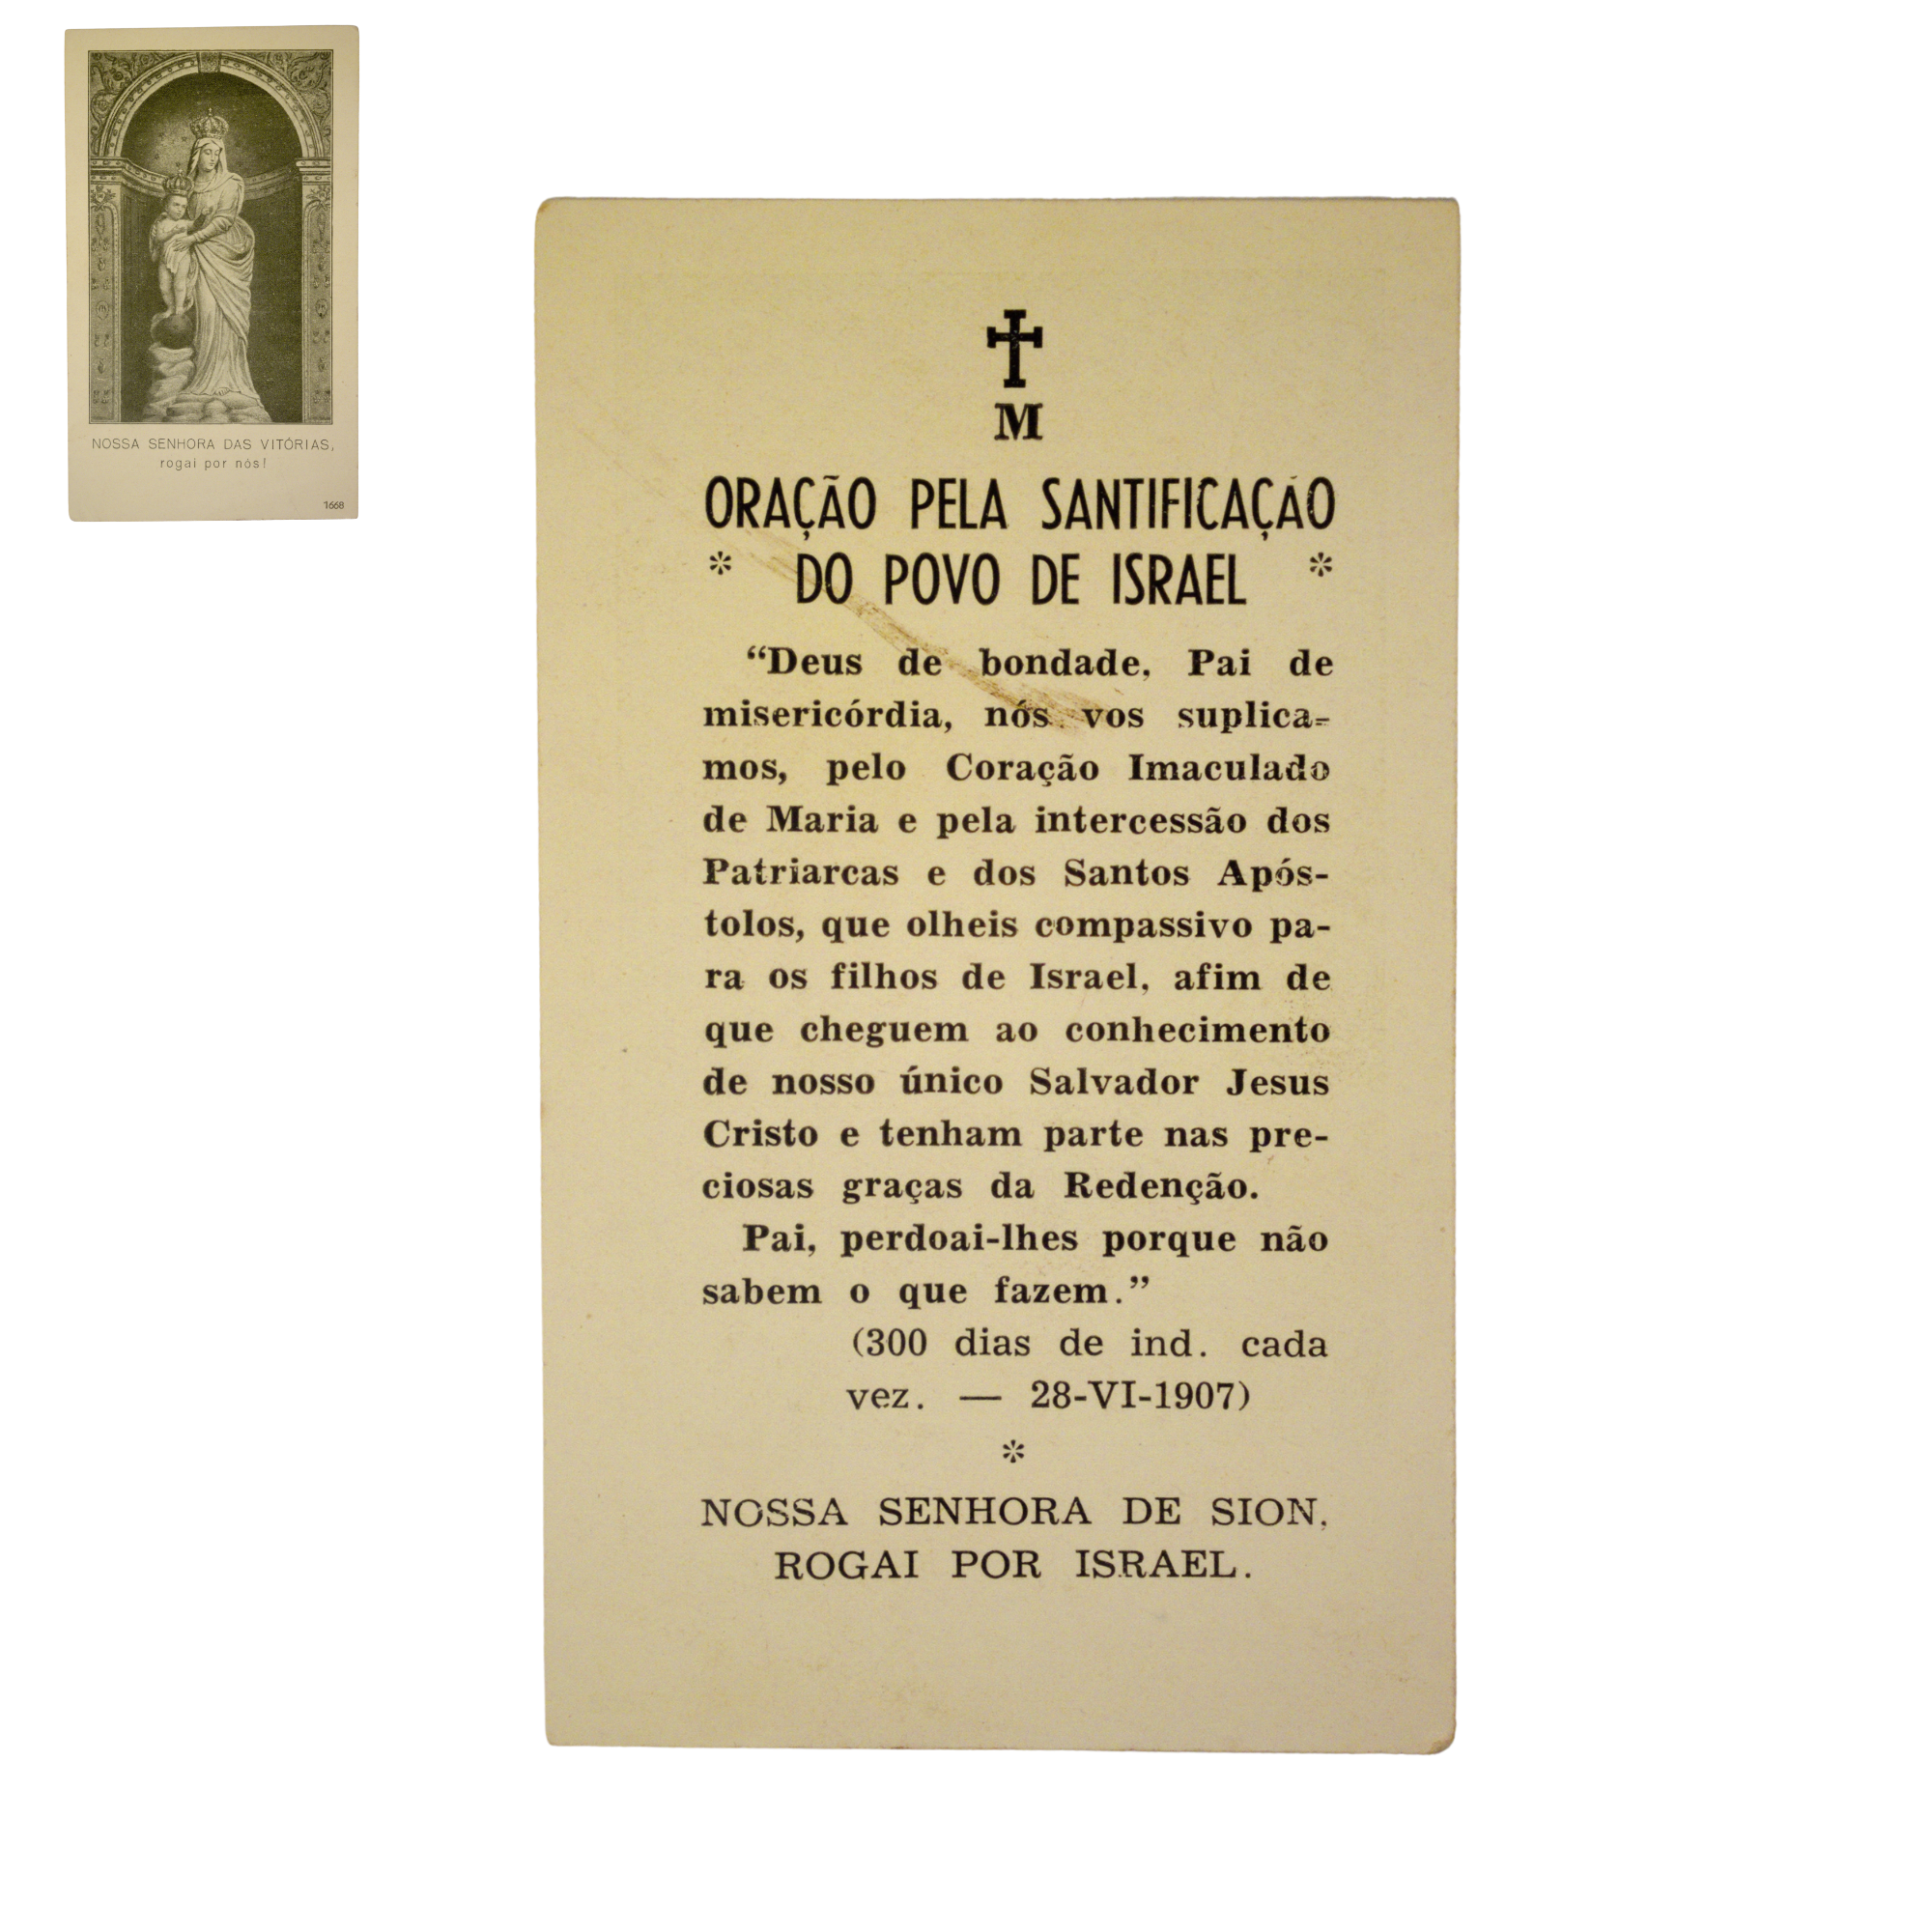 NOSSA SENHORA DAS VITÓRIAS,
rogai por nós!
1668
M
ORAÇÃO PELA SANTIFICAÇÃO
* DO POVO DE ISRAEL *
“Deus de bondade, Pai de
misericórdia, nós vos suplica-
mos, pelo Coração Imaculado
de Maria e pela intercessão dos
Patriarcas e dos Santos Após-
tolos, que olheis compassivo pa-
ra os filhos de Israel, afim de
que cheguem ao conhecimento
de nosso único Salvador Jesus
Cristo e tenham parte nas pre-
ciosas graças da Redenção.
Pai, perdoai-lhes porque não
sabem o que fazem.”
(300 dias de ind. cada
vez. — 28-VI-1907)
*
NOSSA SENHORA DE SION,
ROGAI POR ISRAEL.